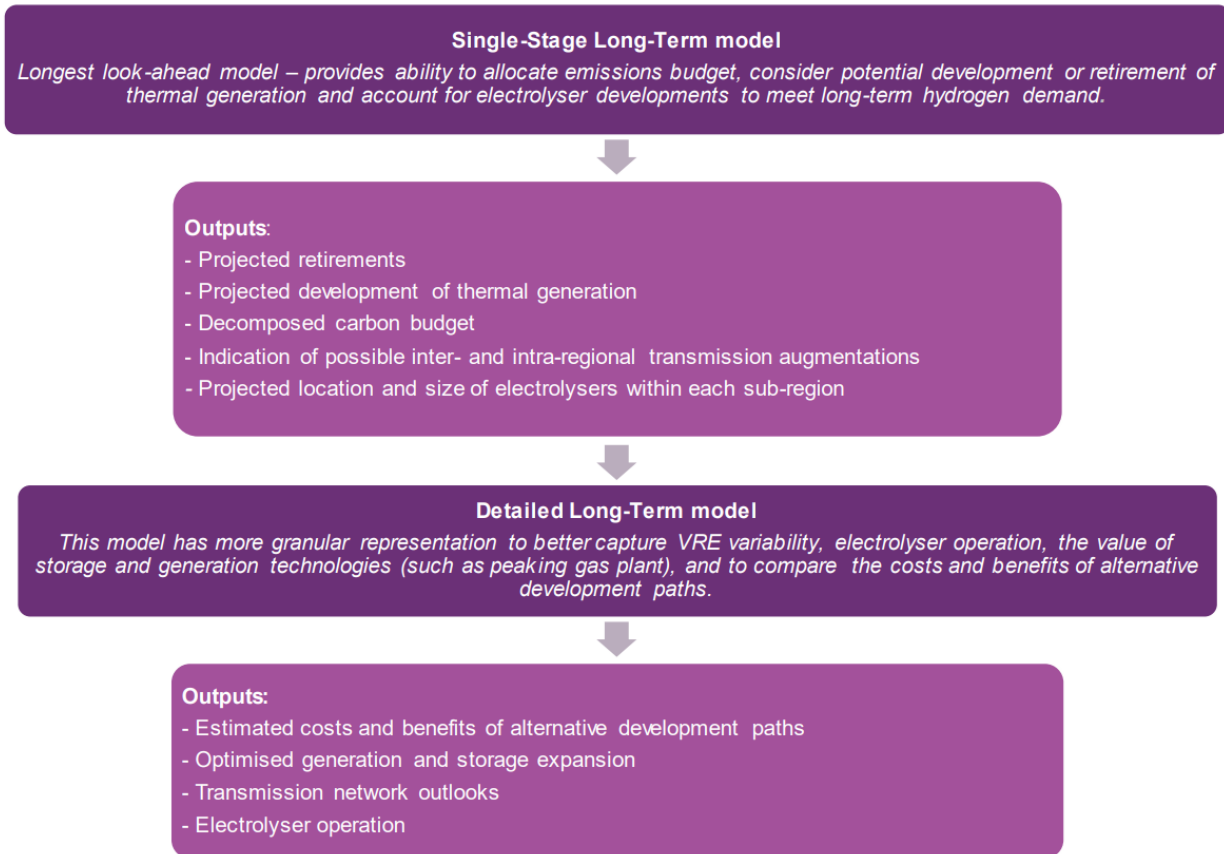 Single-Stage Long-Term model
Longest look-ahead model – provides ability to allocate emissions budget, consider potential development or retirement of
thermal generation and account for electrolyser developments to meet long-term hydrogen demand.
Outputs:
- Projected retirements
- Projected development of thermal generation
- Decomposed carbon budget
- Indication of possible inter- and intra-regional transmission augmentations
- Projected location and size of electrolysers within each sub-region
Detailed Long-Term model
This model has more granular representation to better capture VRE variability, electrolyser operation, the value of
storage and generation technologies (such as peaking gas plant), and to compare the costs and benefits of alternative
development paths.
Outputs:
- Estimated costs and benefits of alternative development paths
- Optimised generation and storage expansion
- Transmission network outlooks
- Electrolyser operation